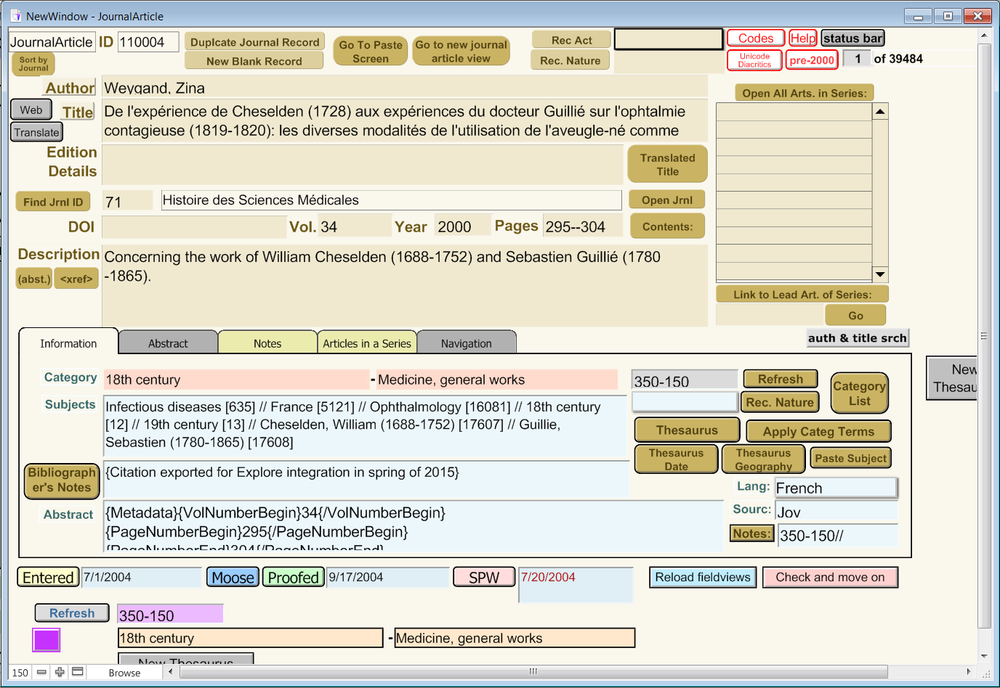 NewWindow - JournalArticle
JournalArticle ID 110004 Duplcate Journal Record Go To Paste Screen Go to new journal article view Rec Act Codes Help status bar
Sort by Journal New Blank Record Rec. Nature Unicode Diacritics pre-2000 1 of 39484
Author Weygand, Zina
Open All Arts. in Series:
Web Title De l'expérience de Cheselden (1728) aux expériences du docteur Guillié sur l'ophtalmie
Translate contagieuse (1819-1820): les diverses modalités de l'utilisation de l'aveugle-né comme
Edition Details Translated Title
Find Jrnl ID 71 Histoire des Sciences Médicales Open Jrnl
DOI Vol. 34 Year 2000 Pages 295--304 Contents:
Description Concerning the work of William Cheselden (1688-1752) and Sebastien Guillié (1780
(abst.) <xref> -1865).
Link to Lead Art. of Series:
Go
Information Abstract Notes Articles in a Series Navigation auth & title srch
Category 18th century - Medicine, general works 350-150 Refresh Category List
New
Thesau
Subjects Infectious diseases [635] // France [5121] // Ophthalmology [16081] // 18th century Rec. Nature
[12] // 19th century [13] // Cheselden, William (1688-1752) [17607] // Guillie, Thesaurus Apply Categ Terms
Sebastien (1780-1865) [17608]
Thesaurus Date Thesaurus Geography Paste Subject
Bibliograph er's Notes {Citation exported for Explore integration in spring of 2015}
Lang: French
Abstract {Metadata}{VolNumberBegin}34{/VolNumberBegin} Sourc: Jov
{PageNumberBegin}295{/PageNumberBegin} Notes: 350-150//
{PageNumberEnd}304{/PageNumberEnd}
Entered 7/1/2004 Moose Proofed 9/17/2004 SPW 7/20/2004 Reload fieldviews Check and move on
Refresh 350-150
18th century - Medicine, general works
New Thesaurus
150 Browse